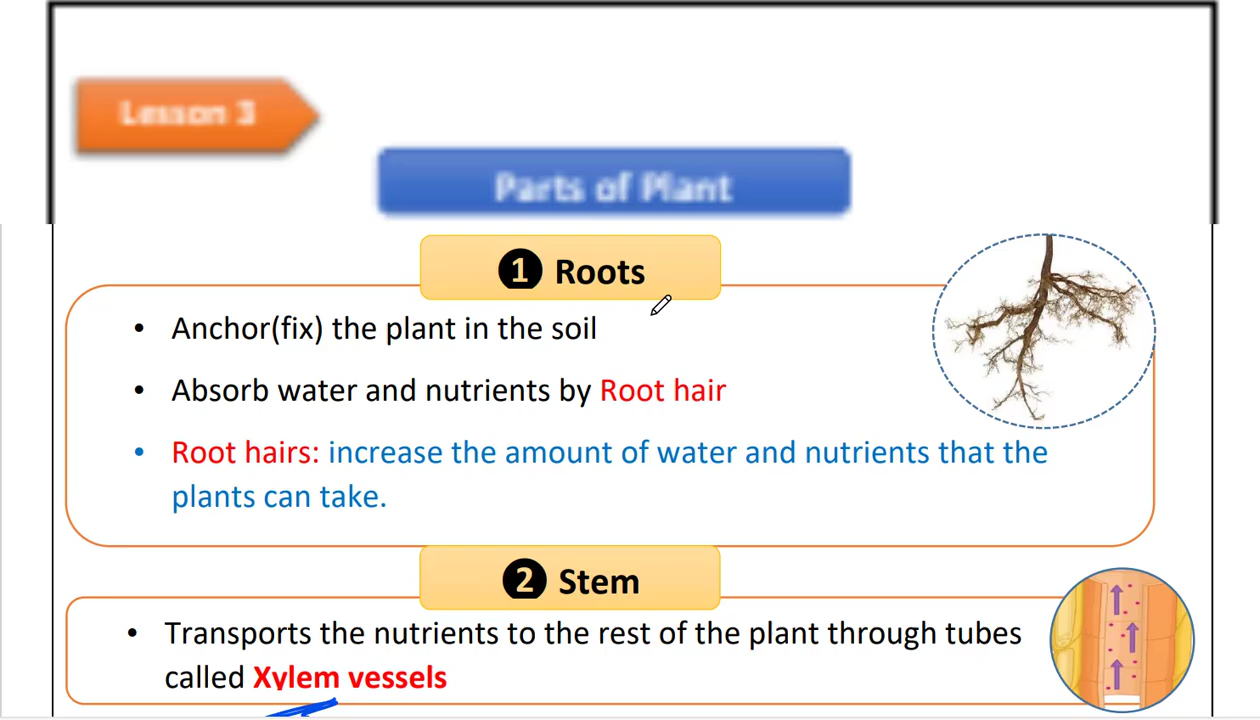 Lesson 3
Parts of Plant
1 Roots
• Anchor(fix) the plant in the soil
• Absorb water and nutrients by Root hair
• Root hairs: increase the amount of water and nutrients that the
plants can take.
2 Stem
• Transports the nutrients to the rest of the plant through tubes
called Xylem vessels